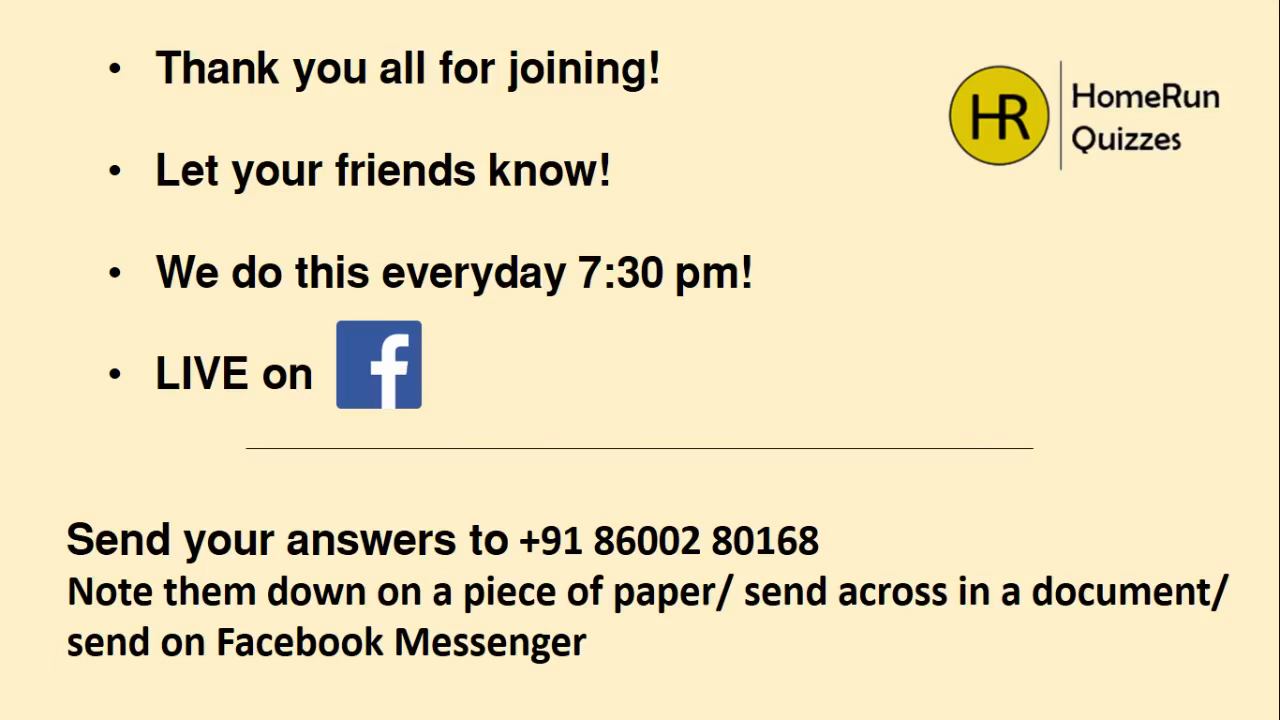 • Thank you all for joining!
HR HomeRun
Quizzes
• Let your friends know!
• We do this everyday 7:30 pm!
• LIVE on f
Send your answers to +91 86002 80168
Note them down on a piece of paper/ send across in a document/
send on Facebook Messenger